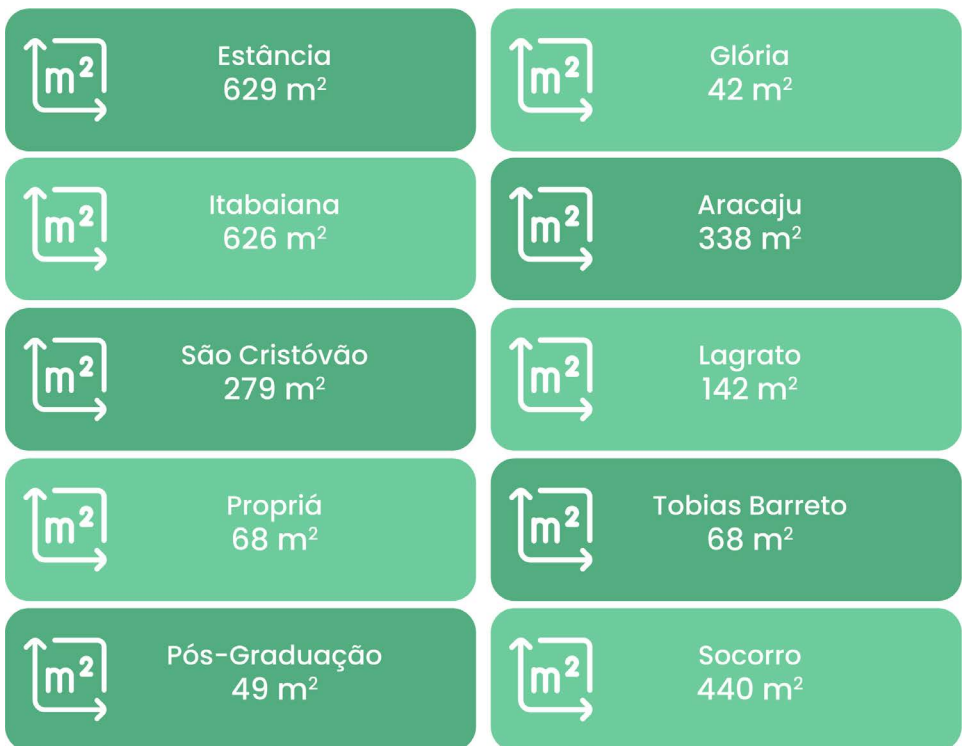 m²
Estância
629 m²
m²
Glória
42 m²
m²
Itabaiana
626 m²
m²
Aracaju
338 m²
m²
São Cristóvão
279 m²
m²
Lagrato
142 m²
m²
Propriá
68 m²
m²
Tobias Barreto
68 m²
m²
Pós-Graduação
49 m²
m²
Socorro
440 m²